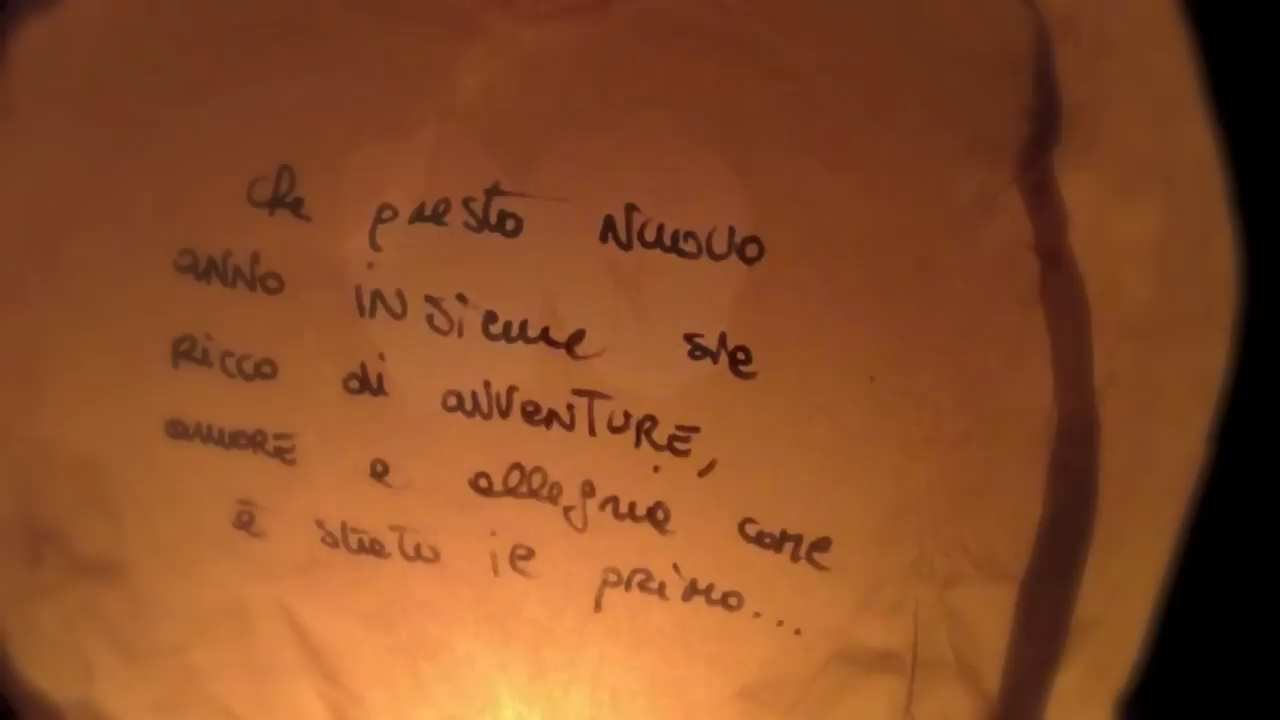 Che questo Nuovo
ANNO INsieme sia
Ricco di AVVENTURE,
amore e allegria come
è stato il primo...